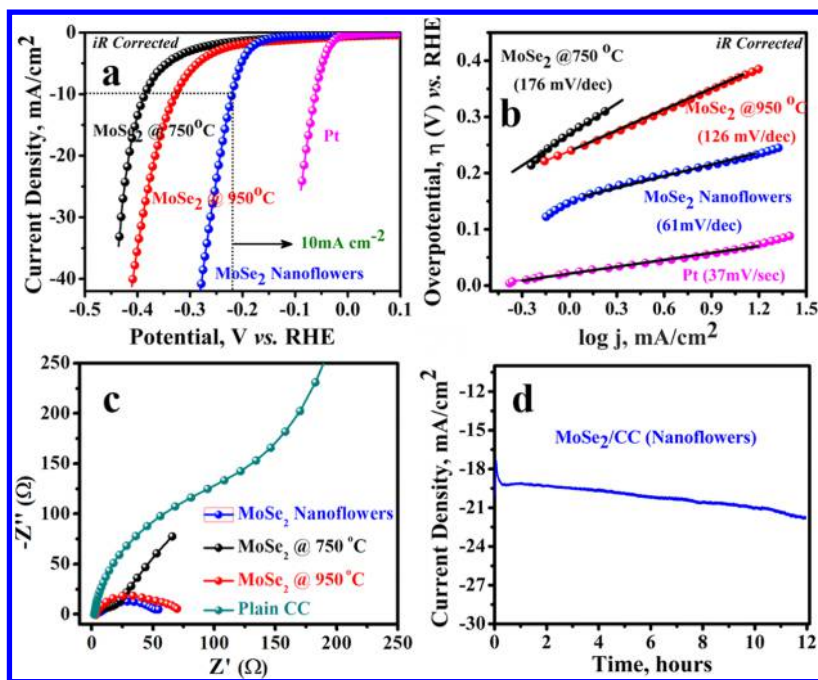 iR Corrected
a
0
-10
-20
-30
-40
Current Density, mA/cm²
MoSe₂ @ 750°C
MoSe₂ @ 950°C
Pt
10mA cm⁻²
MoSe₂ Nanoflowers
-0.5 -0.4 -0.3 -0.2 -0.1 0.0 0.1
Potential, V vs. RHE
iR Corrected
b
MoSe₂ @750 °C
(176 mV/dec)
MoSe₂ @950 °C
(126 mV/dec)
MoSe₂ Nanoflowers
(61mV/dec)
Pt (37mV/sec)
0.4
0.3
0.2
0.1
0.0
Overpotential, η (V) vs. RHE
-0.4 0.0 0.4 0.8 1.2 1.6
log j, mA/cm²
c
250
200
150
100
50
0
-Z'' (Ω)
MoSe₂ Nanoflowers
MoSe₂ @ 750 °C
MoSe₂ @ 950 °C
Plain CC
0 50 100 150 200 250
Z' (Ω)
d
-9
-12
-15
-18
-21
-24
-27
-30
Current Density, mA/cm²
MoSe₂/CC (Nanoflowers)
0 2 4 6 8 10 12
Time, hours